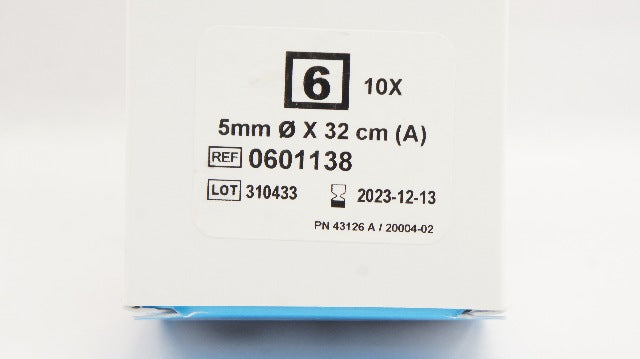 6 10X
5mm Ø X 32 cm (A)
REF 0601138
LOT 310433 2023-12-13
PN 43126 A / 20004-02